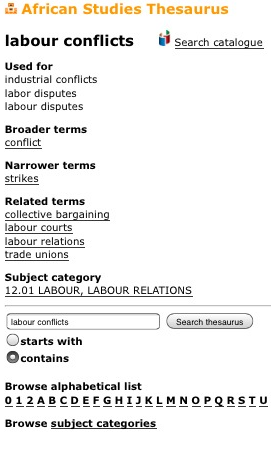 African Studies Thesaurus
labour conflicts
Search catalogue
Used for
industrial conflicts
labor disputes
labour disputes
Broader terms
conflict
Narrower terms
strikes
Related terms
collective bargaining
labour courts
labour relations
trade unions
Subject category
12.01 LABOUR, LABOUR RELATIONS
labour conflicts
Search thesaurus
starts with
contains
Browse alphabetical list
0 1 2 A B C D E F G H I J K L M N O P Q R S T U
Browse subject categories